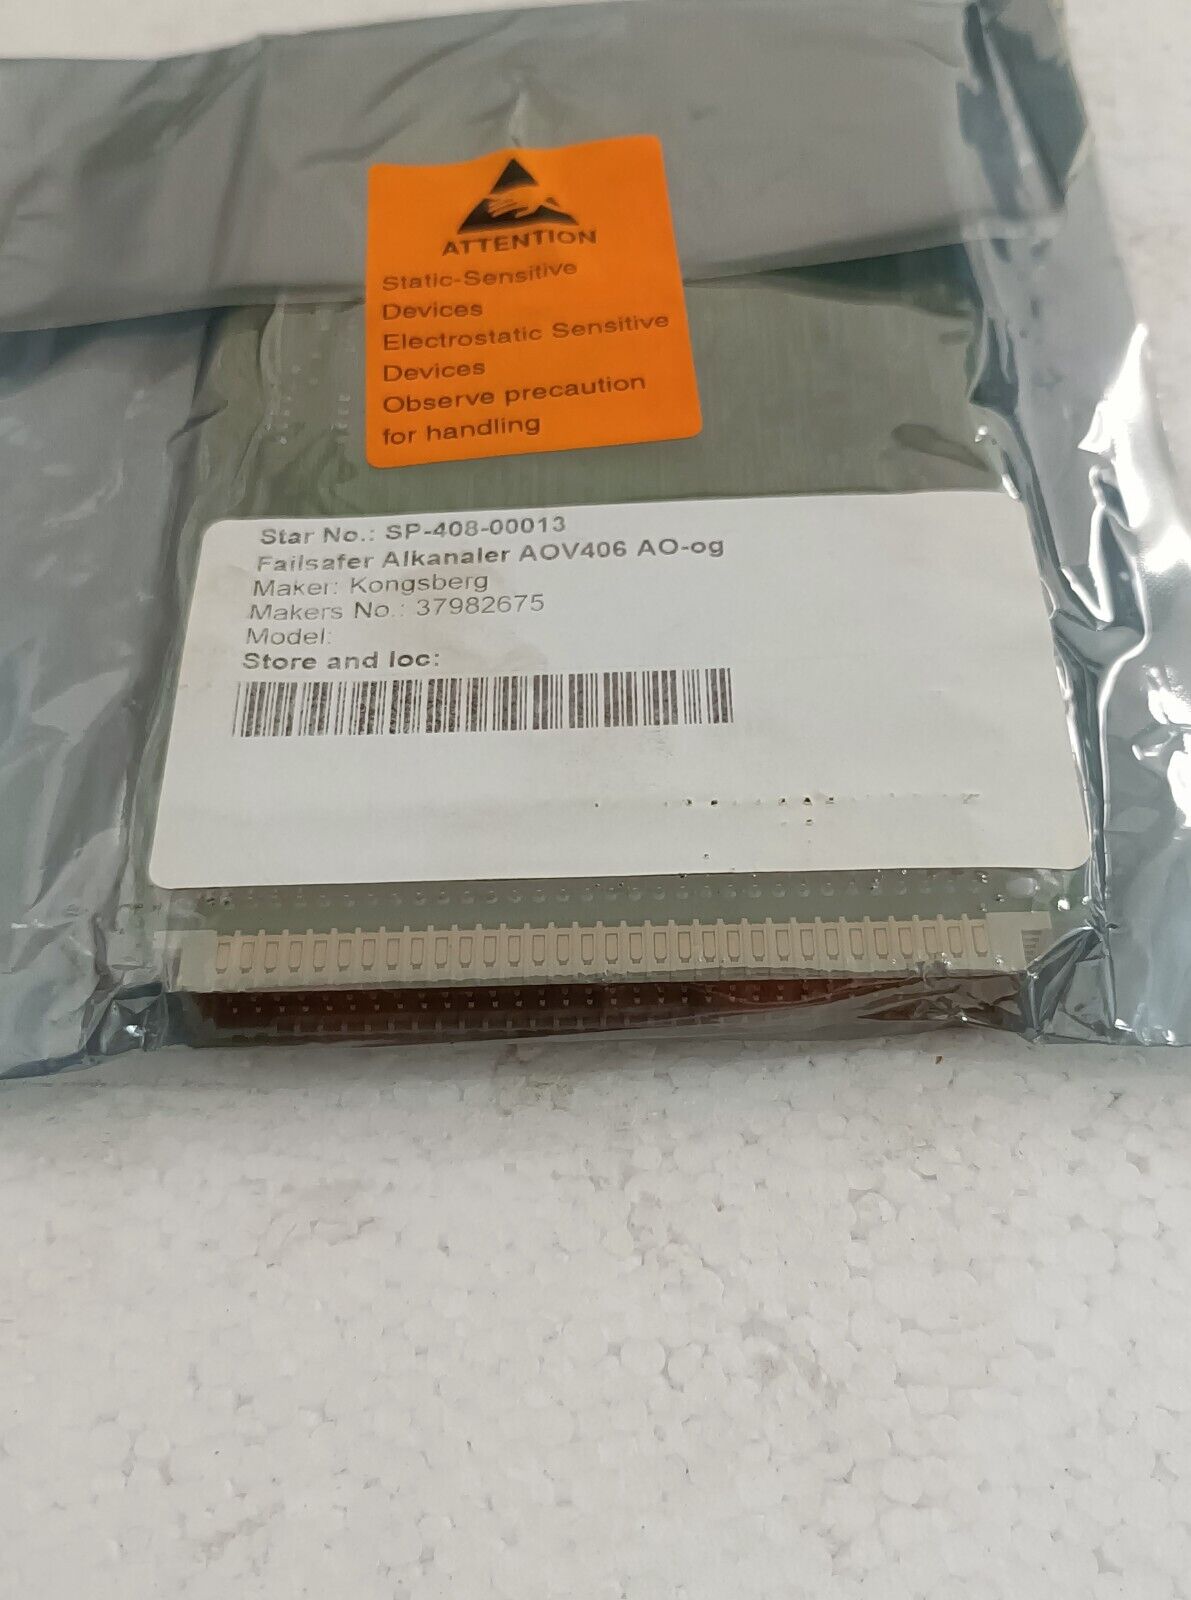 ATTENTION
Static-Sensitive
Devices
Electrostatic Sensitive
Devices
Observe precaution
for handling
Star No.: SP-408-00013
Failsafer Alkanaler AOV406 AO-og
Maker: Kongsberg
Makers No.: 37982675
Model:
Store and loc: